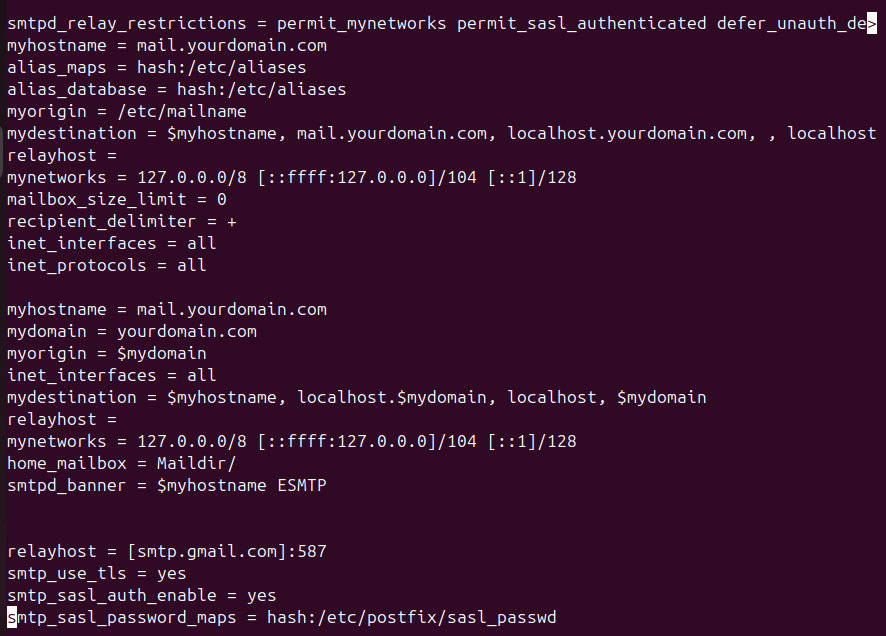 smtpd_relay_restrictions = permit_mynetworks permit_sasl_authenticated defer_unauth_de>
myhostname = mail.yourdomain.com
alias_maps = hash:/etc/aliases
alias_database = hash:/etc/aliases
myorigin = /etc/mailname
mydestination = $myhostname, mail.yourdomain.com, localhost.yourdomain.com, , localhost
relayhost =
mynetworks = 127.0.0.0/8 [::ffff:127.0.0.0]/104 [::1]/128
mailbox_size_limit = 0
recipient_delimiter = +
inet_interfaces = all
inet_protocols = all
myhostname = mail.yourdomain.com
mydomain = yourdomain.com
myorigin = $mydomain
inet_interfaces = all
mydestination = $myhostname, localhost.$mydomain, localhost, $mydomain
relayhost =
mynetworks = 127.0.0.0/8 [::ffff:127.0.0.0]/104 [::1]/128
home_mailbox = Maildir/
smtpd_banner = $myhostname ESMTP
relayhost = [smtp.gmail.com]:587
smtp_use_tls = yes
smtp_sasl_auth_enable = yes
smtp_sasl_password_maps = hash:/etc/postfix/sasl_passwd